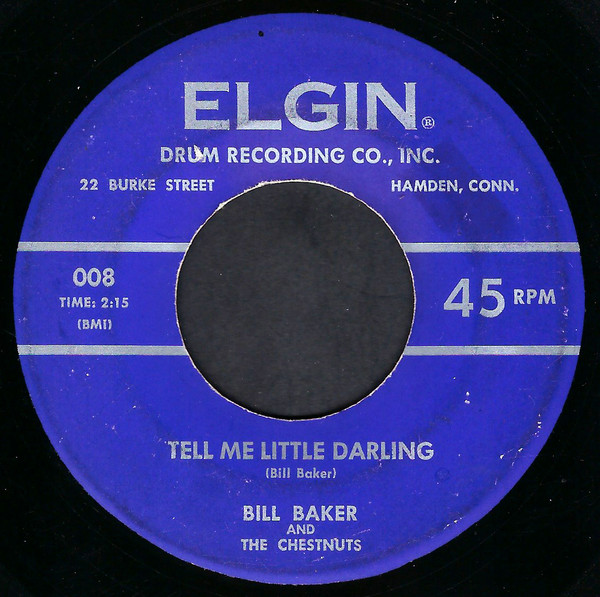 ELGIN®
DRUM RECORDING CO., INC.
22 BURKE STREET HAMDEN, CONN.
008
TIME: 2:15
(BMI)
45 RPM
TELL ME LITTLE DARLING
(Bill Baker)
BILL BAKER
AND
THE CHESTNUTS